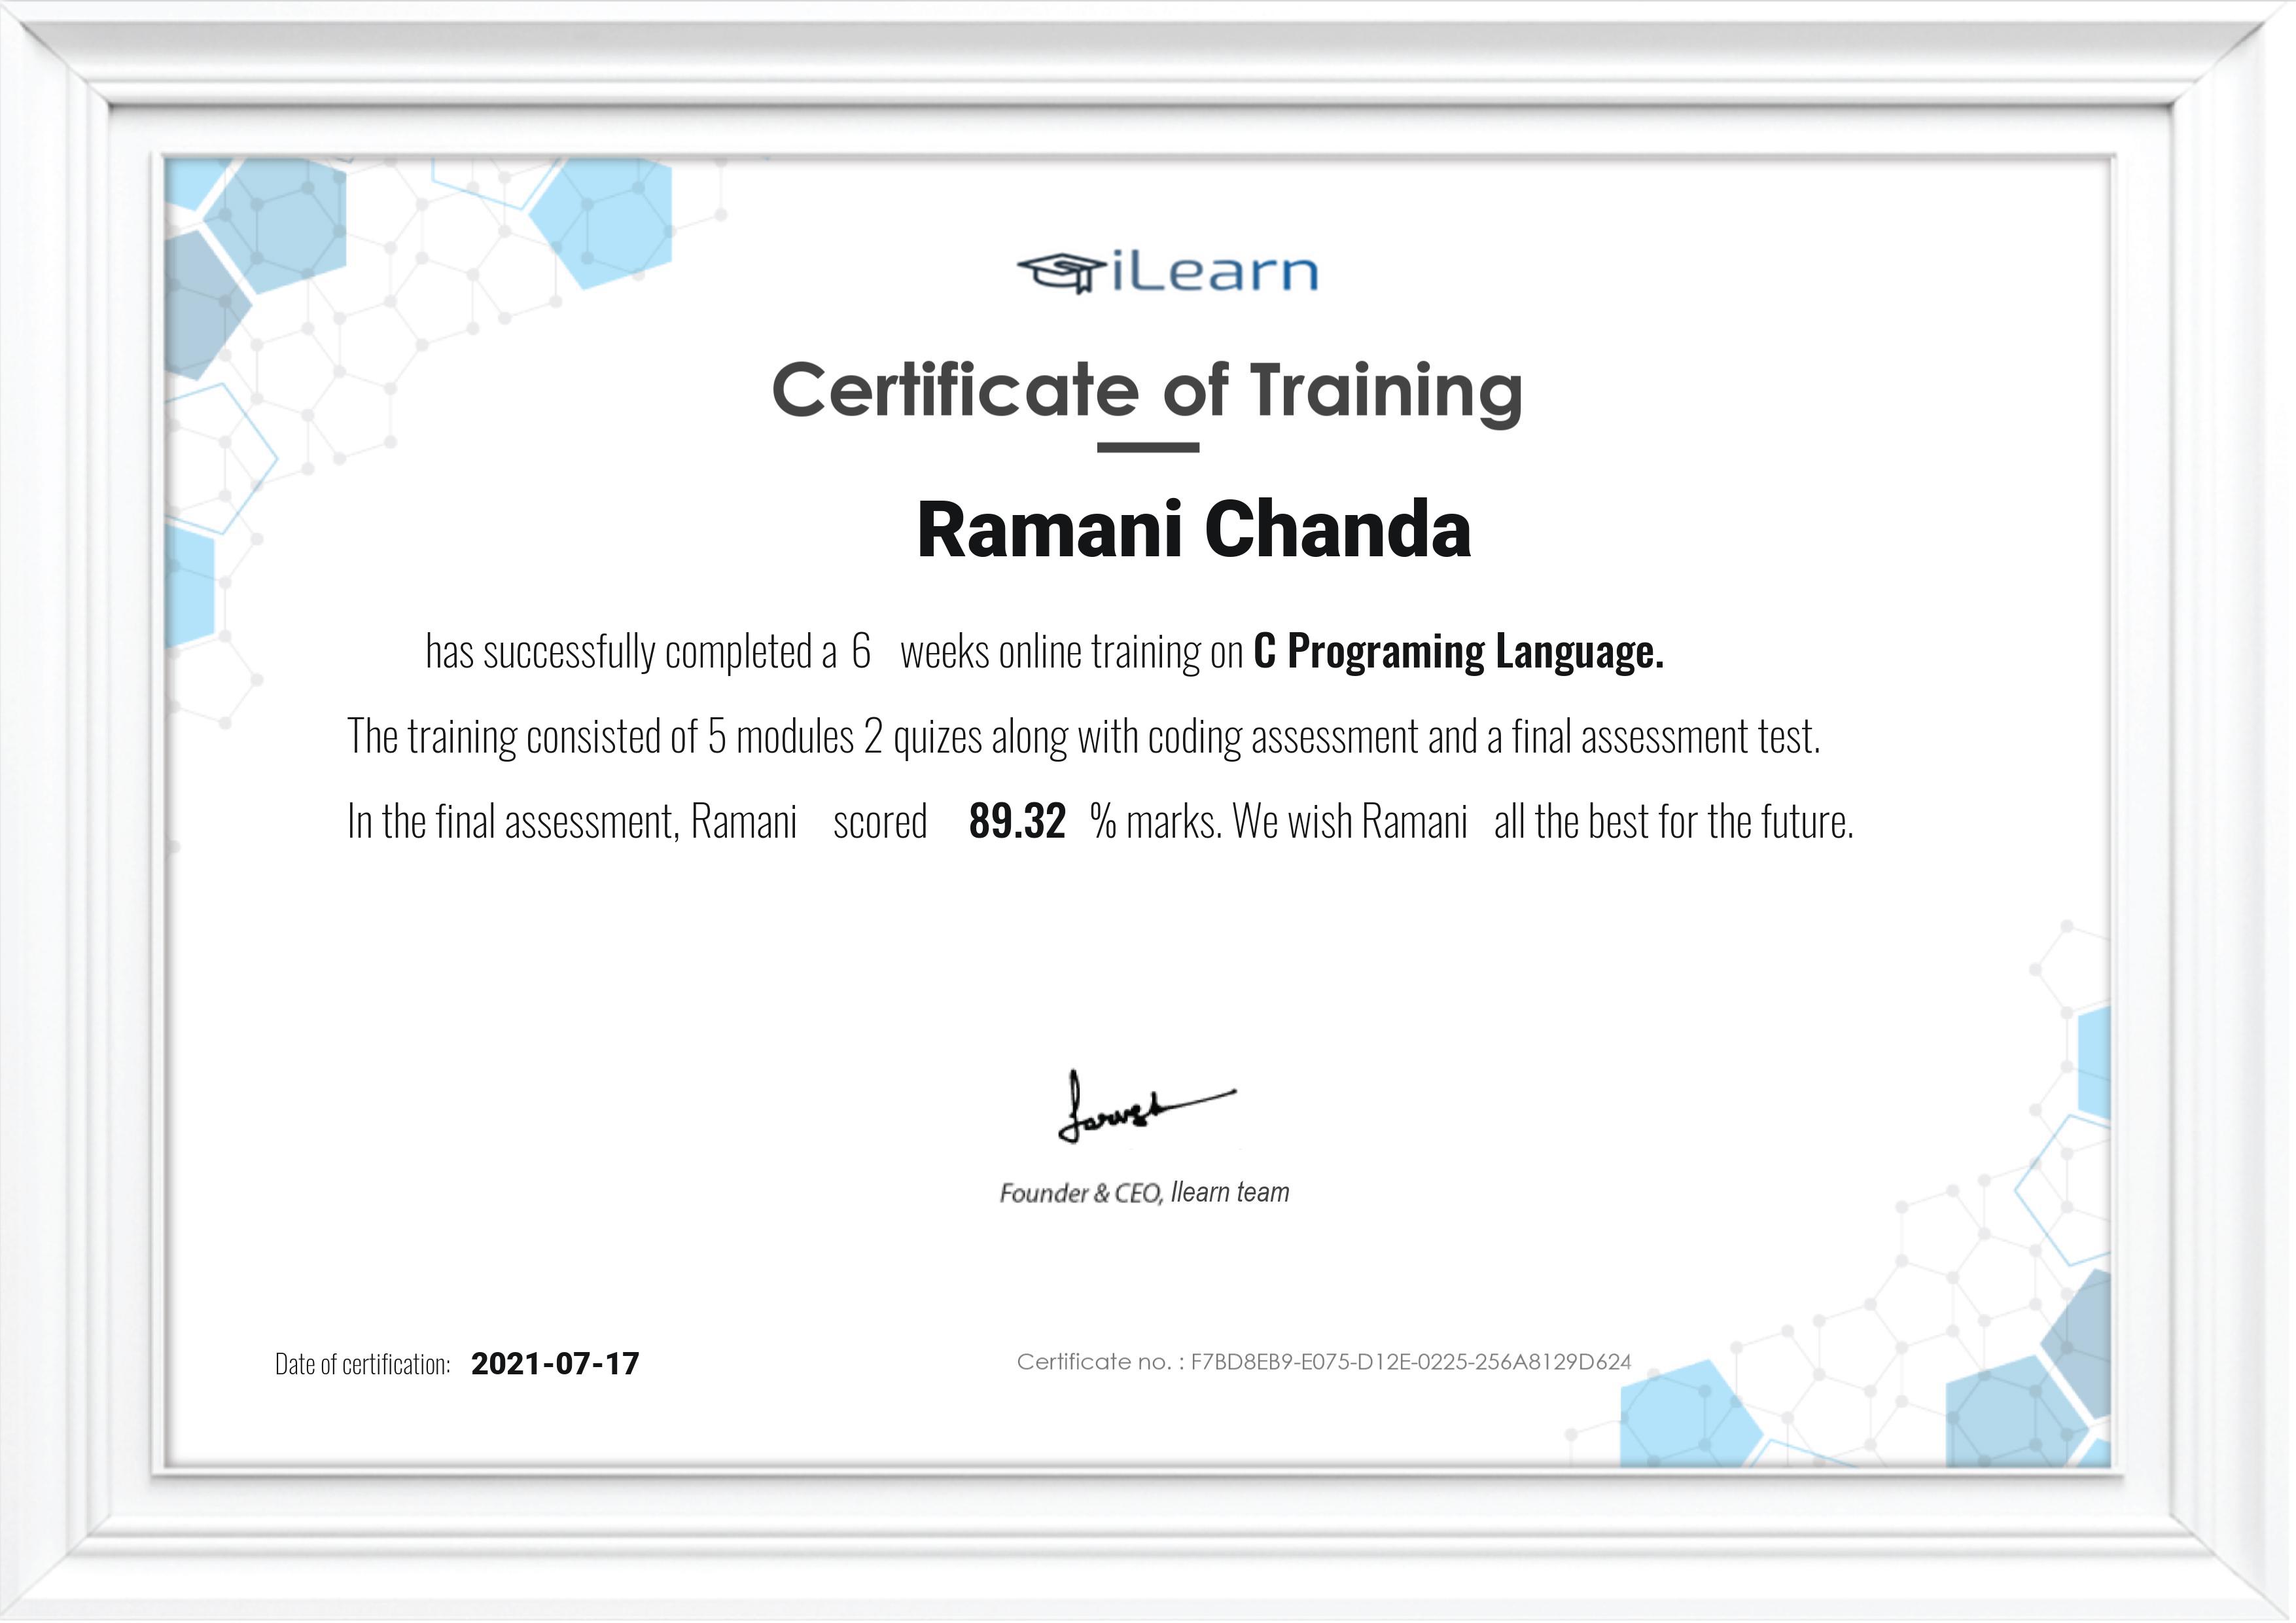 iLearn
Certificate of Training
Ramani Chanda
has successfully completed a 6 weeks online training on C Programing Language.
The training consisted of 5 modules 2 quizes along with coding assessment and a final assessment test.
In the final assessment, Ramani scored 89.32 % marks. We wish Ramani all the best for the future.
Founder & CEO, Ilearn team
Date of certification: 2021-07-17
Certificate no. : F7BD8EB9-E075-D12E-0225-256A8129D624